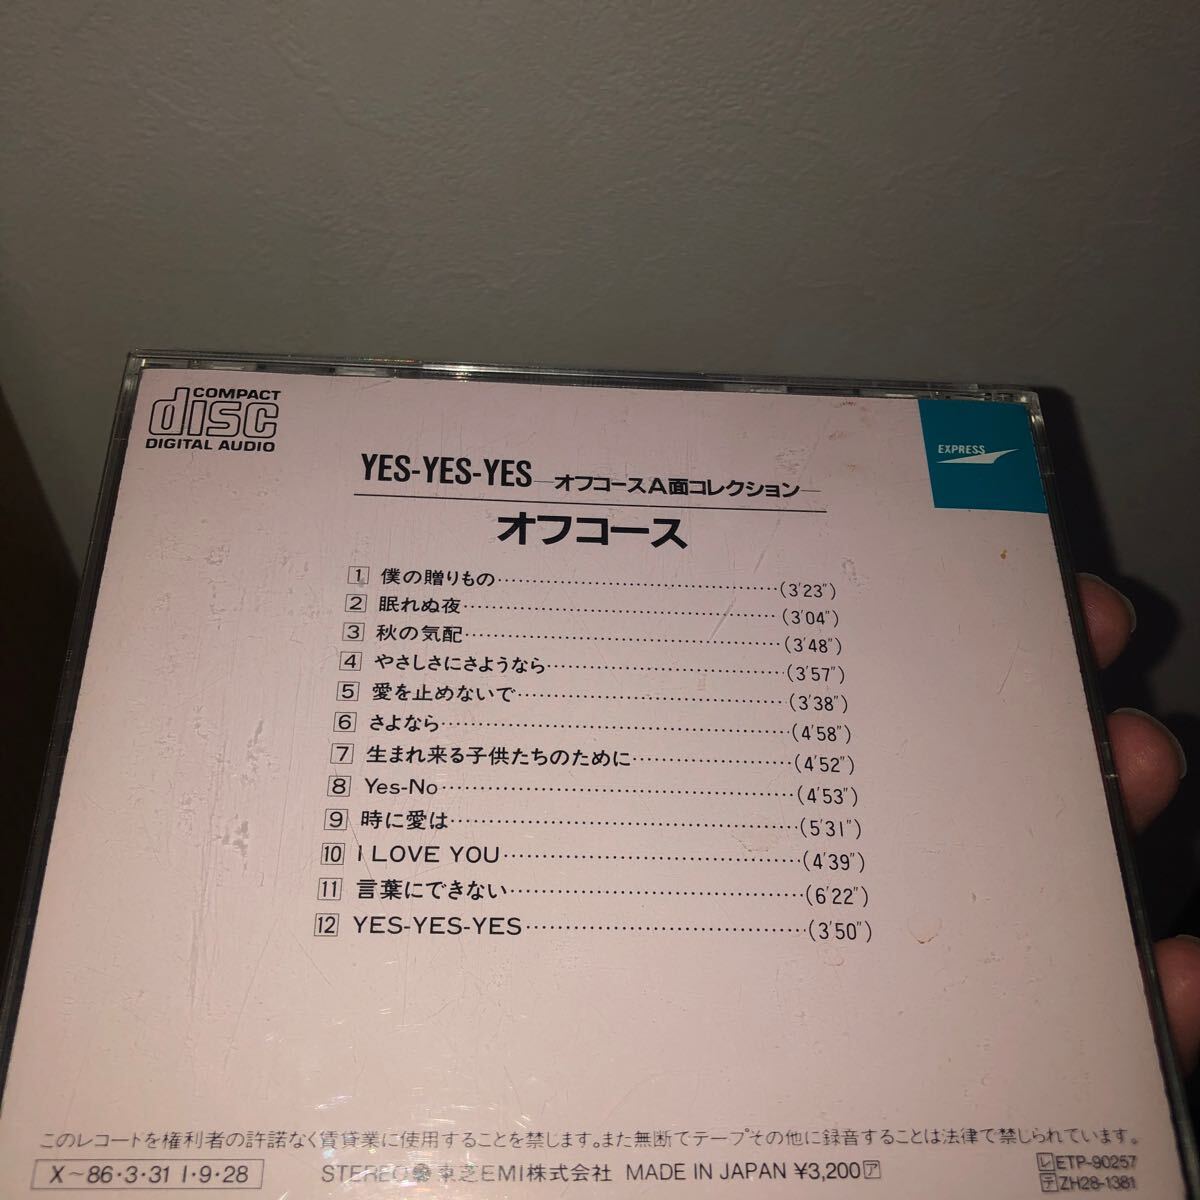 COMPACT
disc
DIGITAL AUDIO
EXPRESS
YES-YES-YES—オフコースA面コレクション—
オフコース
1 僕の贈りもの (3'23")
2 眠れぬ夜 (3'04")
3 秋の気配 (3'48")
4 やさしさにさようなら (3'57")
5 愛を止めないで (3'38")
6 さよなら (4'58")
7 生まれ来る子供たちのために (4'52")
8 Yes-No (4'53")
9 時に愛は (5'31")
10 I LOVE YOU (4'39")
11 言葉にできない (6'22")
12 YES-YES-YES (3'50")
このレコードを権利者の許諾なく賃貸業に使用することを禁じます。また無断でテープその他に録音することは法律で禁じられています。
X〜86・3・31 I・9・28 STEREO 東芝EMI株式会社 MADE IN JAPAN ¥3,200 ア
レ ETP-90257
テ ZH28-1381